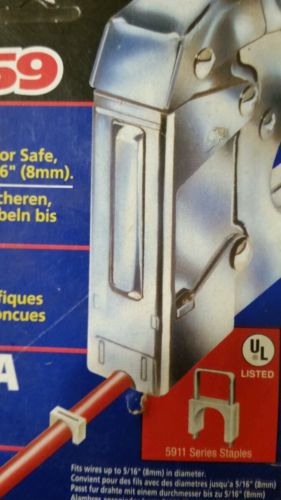 59
or Safe,
6" (8mm).
cheren,
beln bis
fiques
oncues
A
UL
LISTED
5911 Series Staples
Fits wires up to 5/16" (8mm) in diameter.
Convient pour des fils avec des diameters jusqu'a 5/16" (8mm)
Passt fur drahte mit einem durchmesser bis zu 5/16" (8mm)